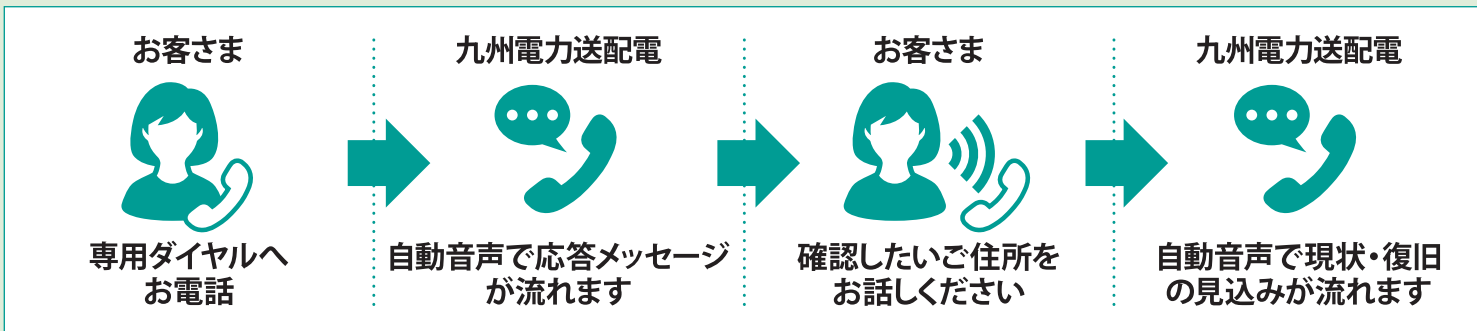 お客さま
専用ダイヤルへ
お電話
九州電力送配電
自動音声で応答メッセージ
が流れます
お客さま
確認したいご住所を
お話しください
九州電力送配電
自動音声で現状・復旧
の見込みが流れます